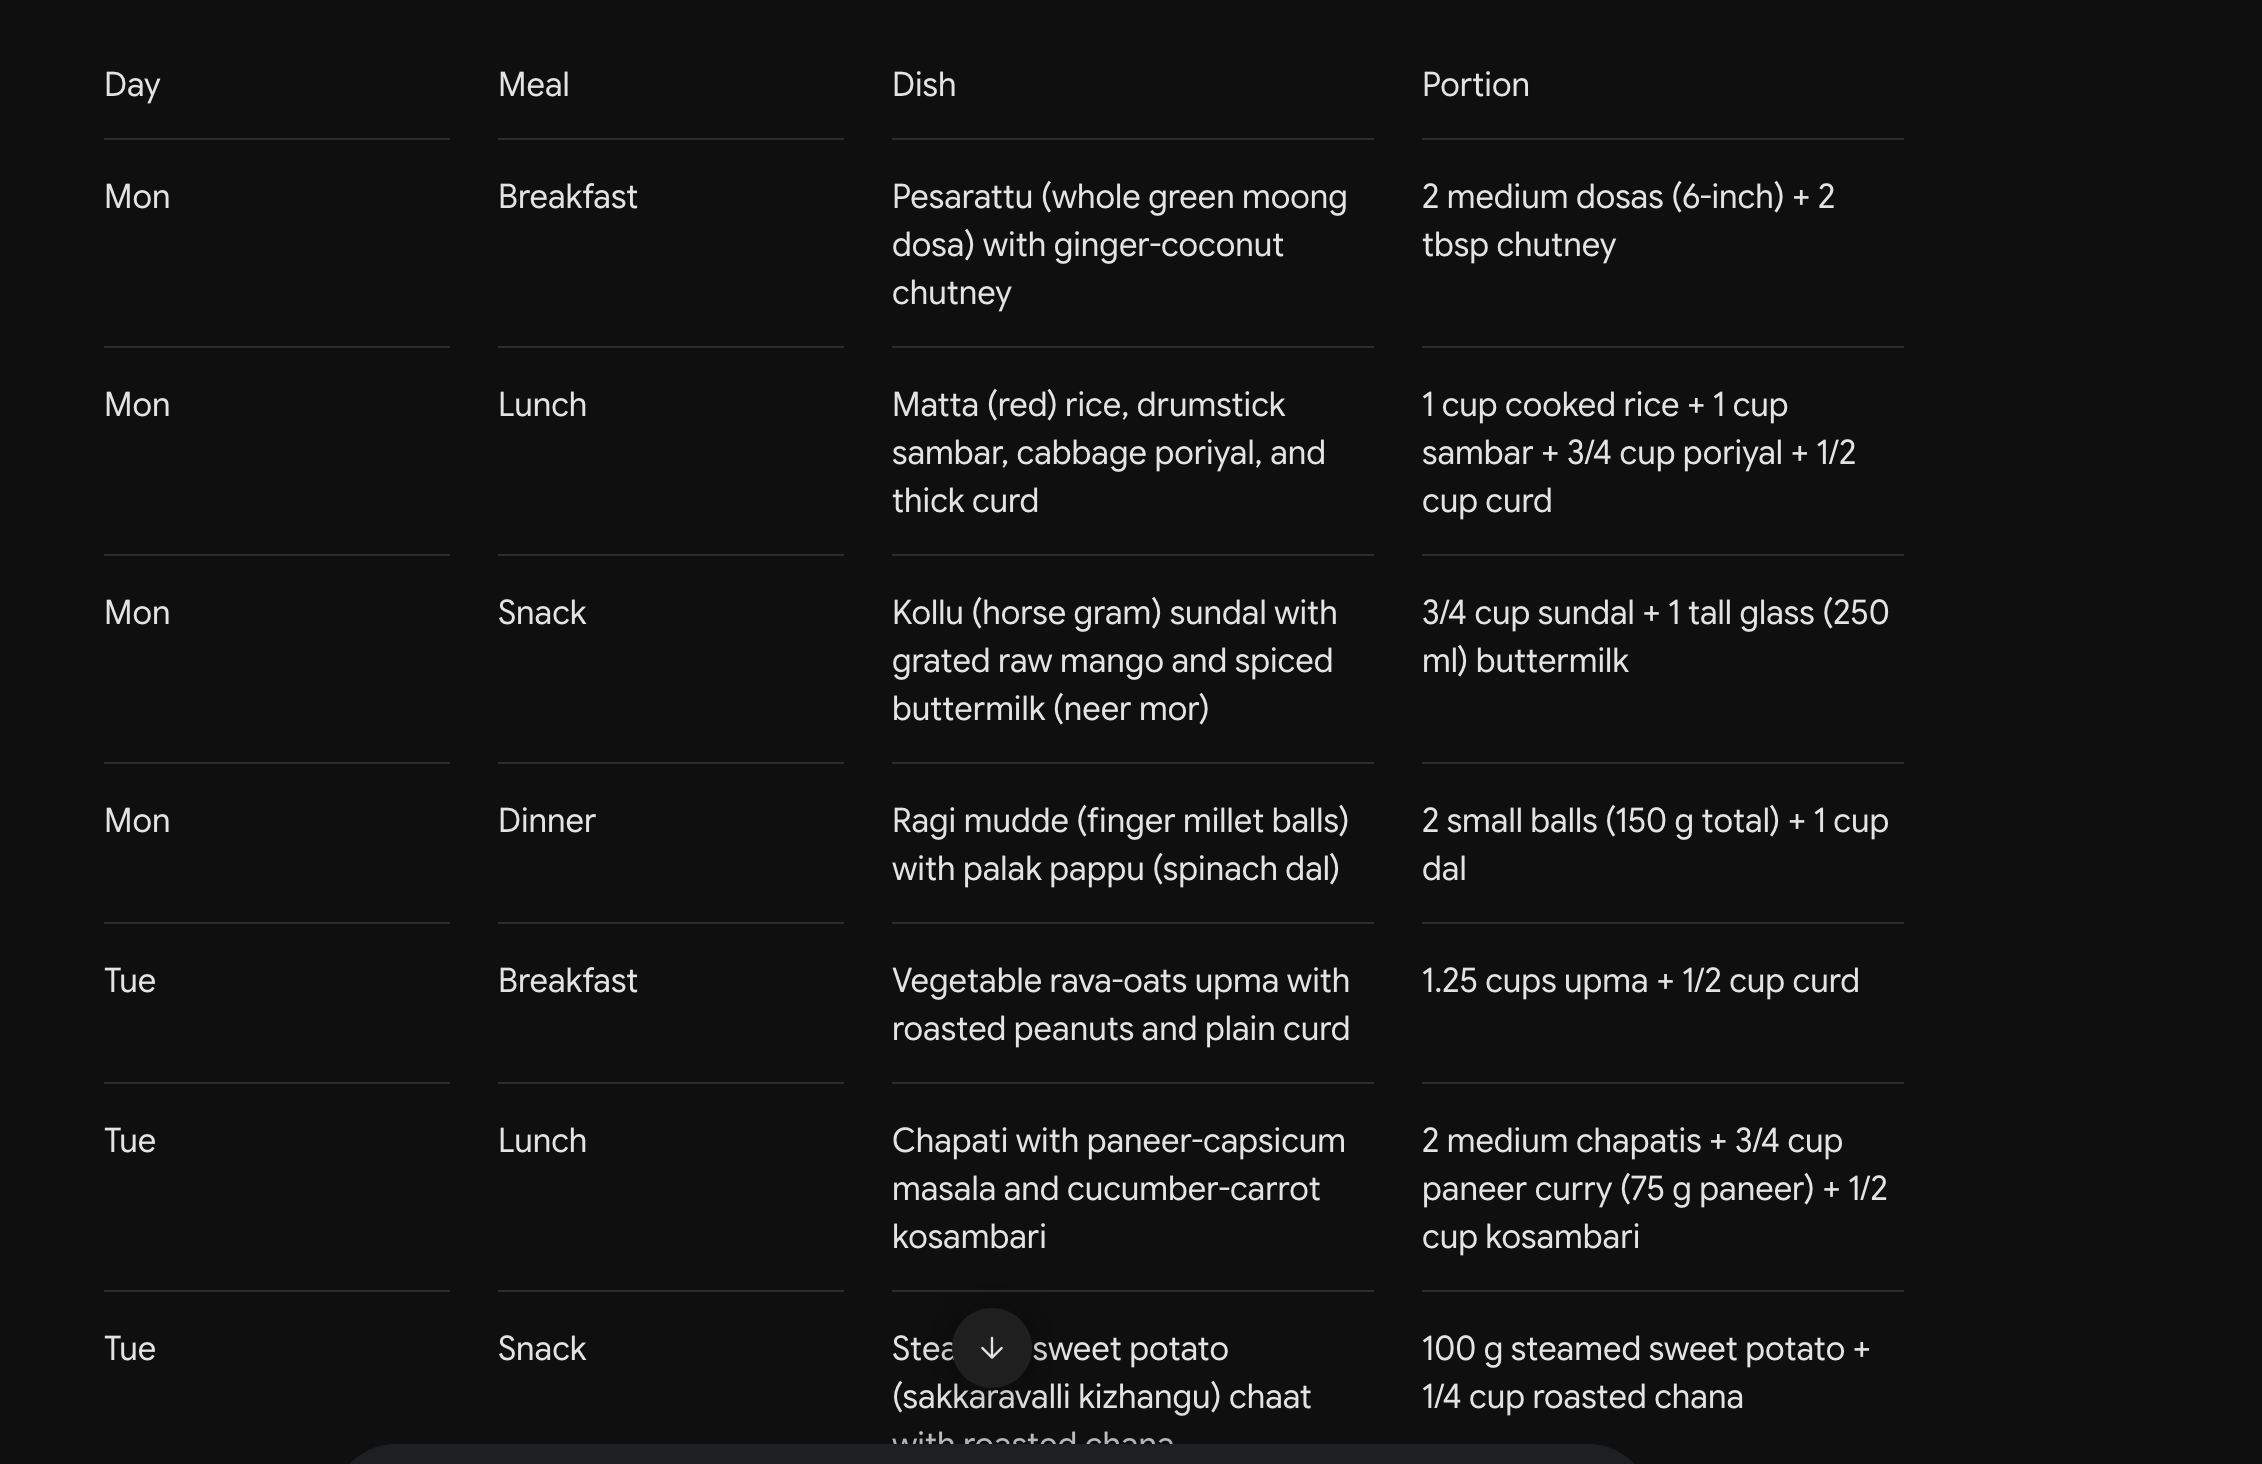 Day Meal Dish Portion
Mon Breakfast Pesarattu (whole green moong 2 medium dosas (6-inch) + 2
dosa) with ginger-coconut tbsp chutney
chutney
Mon Lunch Matta (red) rice, drumstick 1 cup cooked rice + 1 cup
sambar, cabbage poriyal, and sambar + 3/4 cup poriyal + 1/2
thick curd cup curd
Mon Snack Kollu (horse gram) sundal with 3/4 cup sundal + 1 tall glass (250
grated raw mango and spiced ml) buttermilk
buttermilk (neer mor)
Mon Dinner Ragi mudde (finger millet balls) 2 small balls (150 g total) + 1 cup
with palak pappu (spinach dal) dal
Tue Breakfast Vegetable rava-oats upma with 1.25 cups upma + 1/2 cup curd
roasted peanuts and plain curd
Tue Lunch Chapati with paneer-capsicum 2 medium chapatis + 3/4 cup
masala and cucumber-carrot paneer curry (75 g paneer) + 1/2
kosambari cup kosambari
Tue Snack sweet potato 100 g steamed sweet potato +
(sakkaravalli kizhangu) chaat 1/4 cup roasted chana
with roasted chana